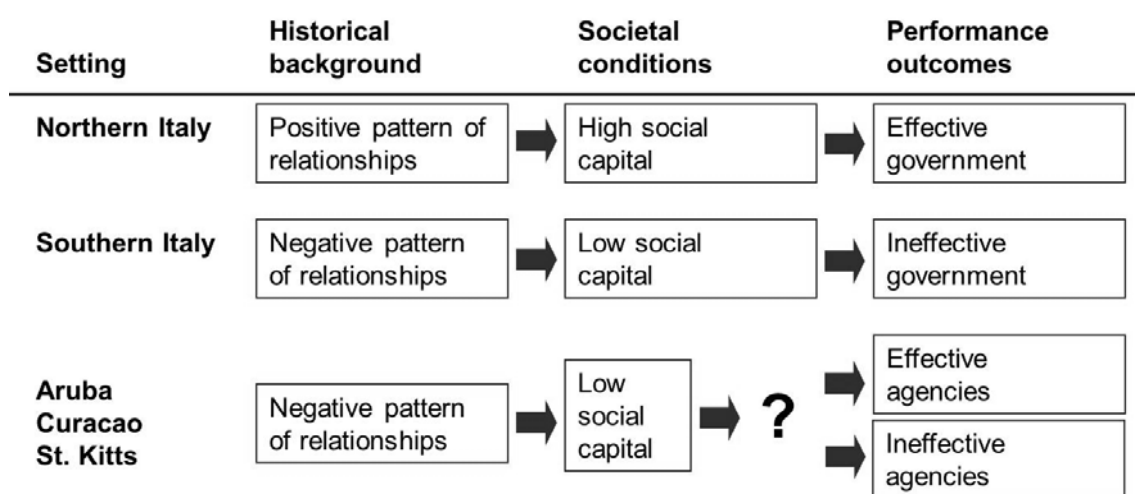 Setting
Historical
background
Societal
conditions
Performance
outcomes
Northern Italy
Positive pattern of
relationships
High social
capital
Effective
government
Southern Italy
Negative pattern
of relationships
Low social
capital
Ineffective
government
Aruba
Curacao
St. Kitts
Negative pattern
of relationships
Low
social
capital
?
Effective
agencies
Ineffective
agencies